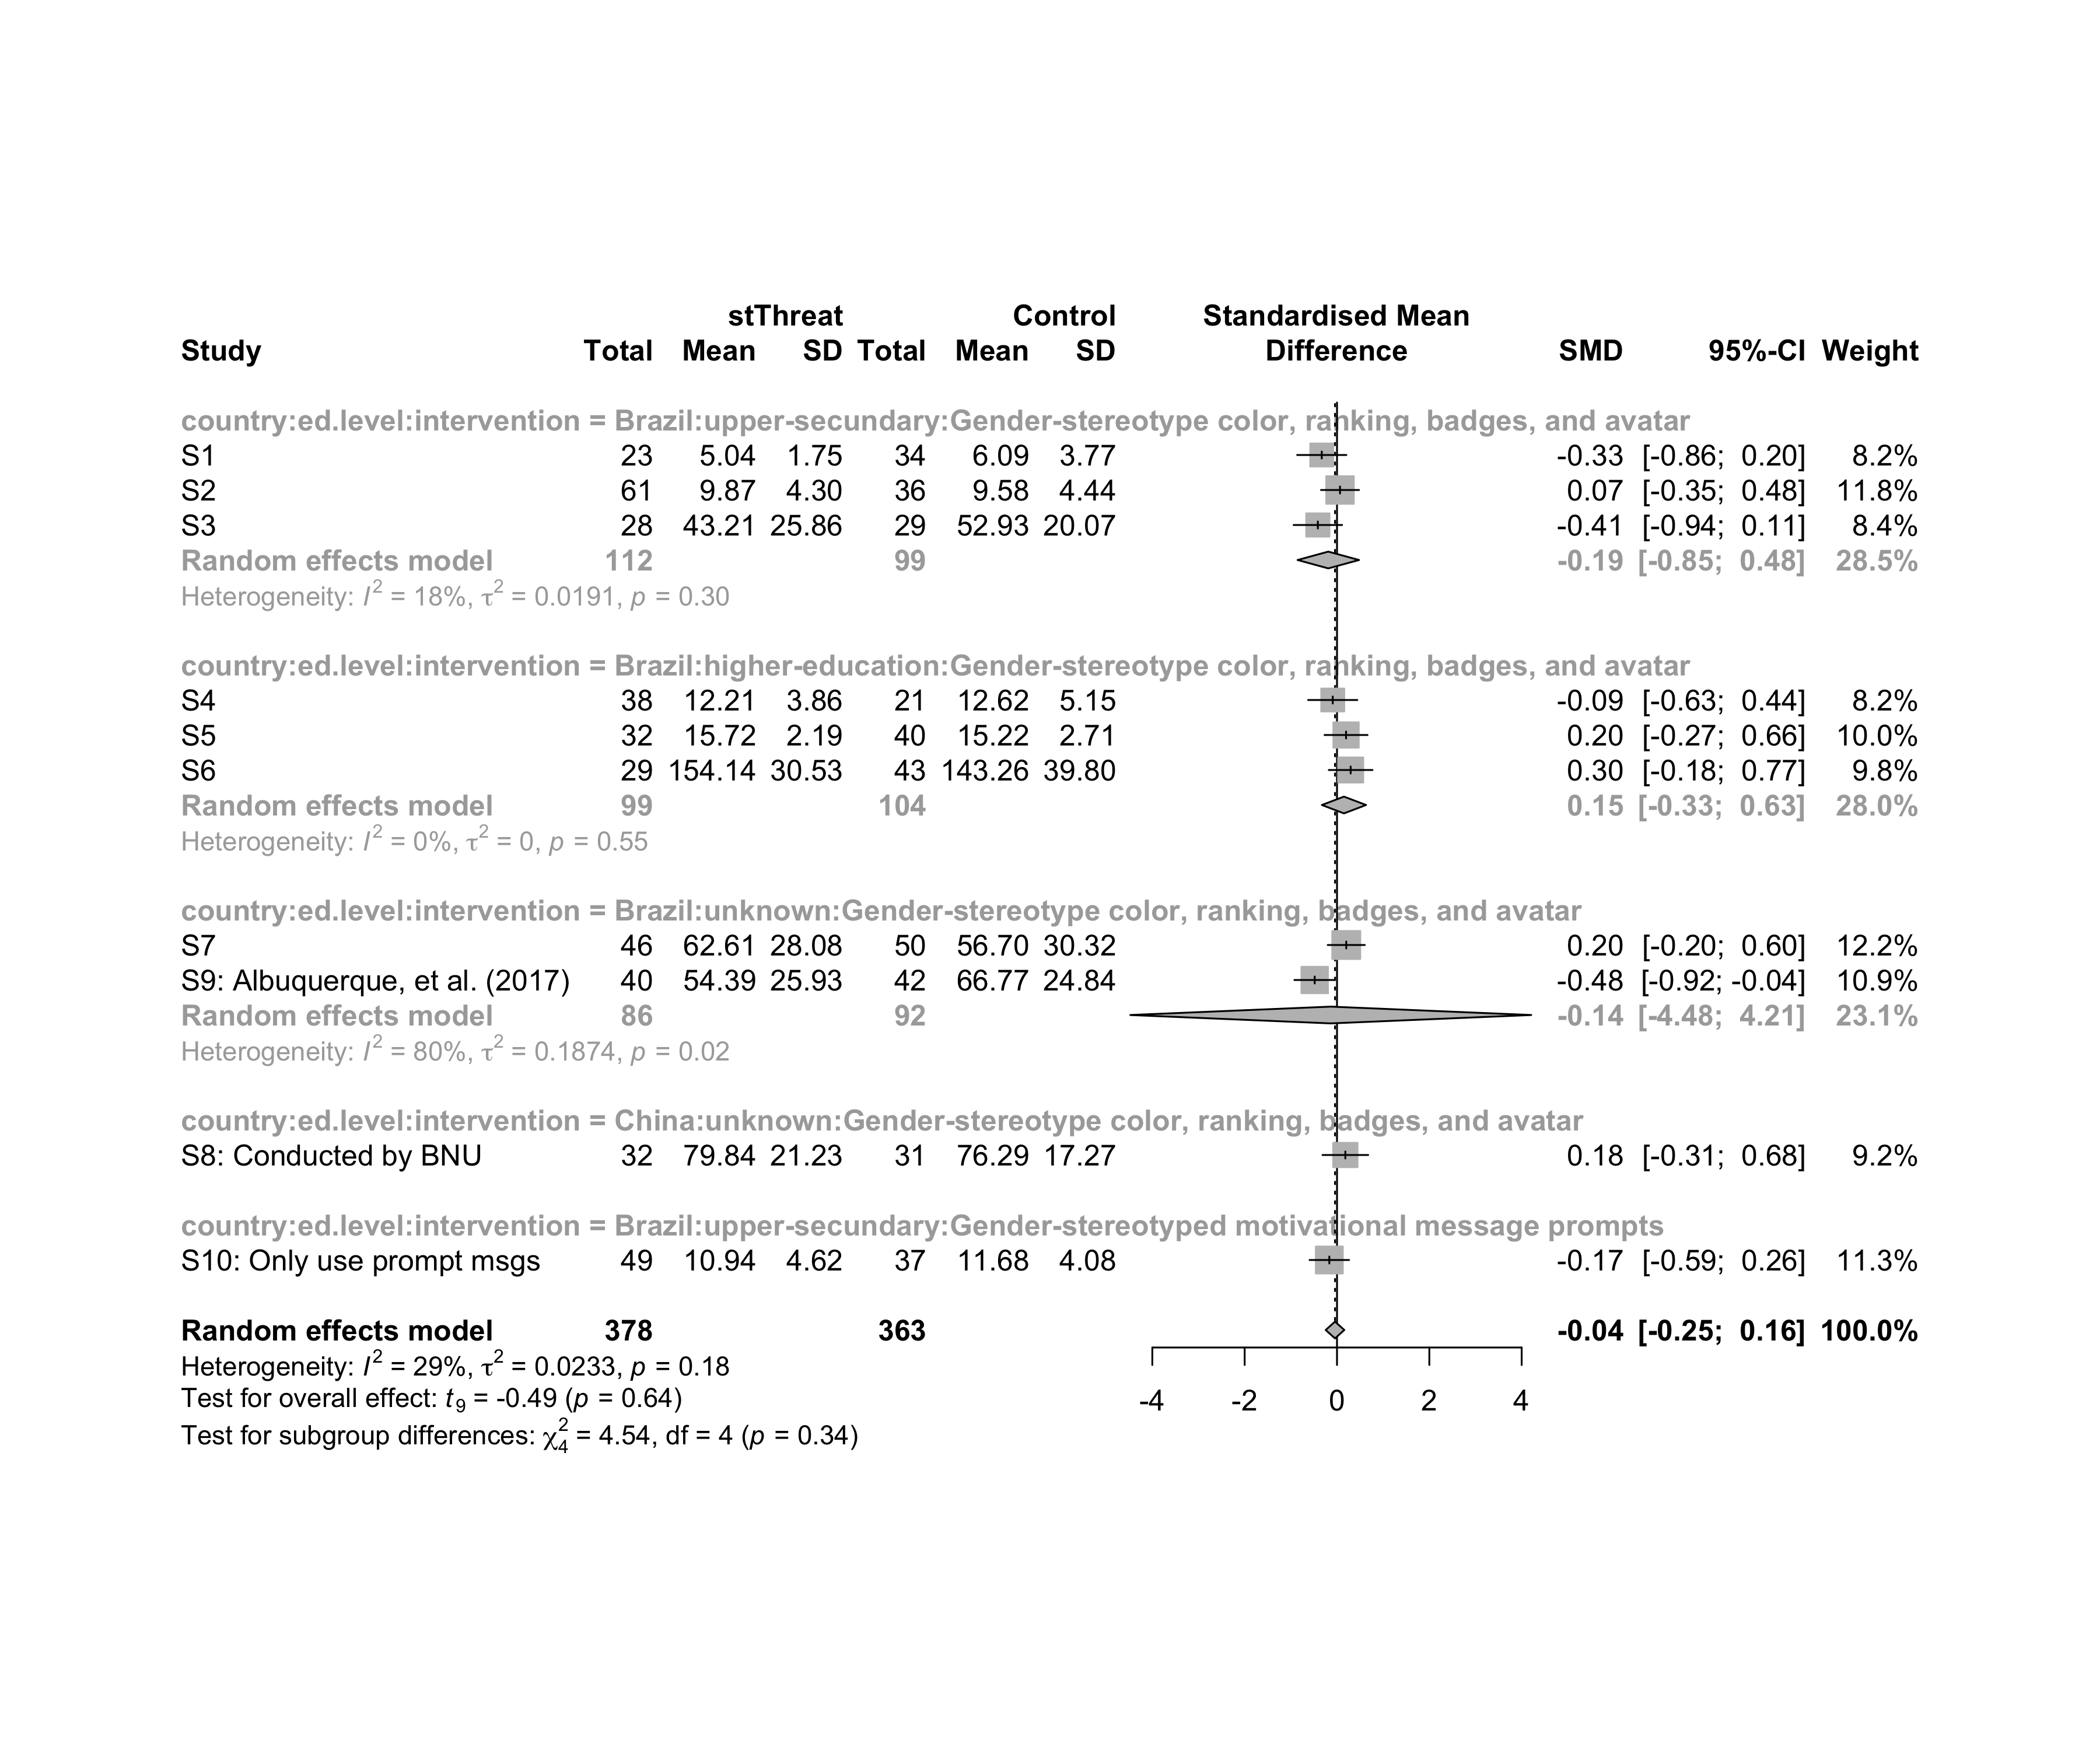 stThreat Control Standardised Mean
Study Total Mean SD Total Mean SD Difference SMD 95%-CI Weight
country:ed.level:intervention = Brazil:upper-secundary:Gender-stereotype color, ranking, badges, and avatar
S1 23 5.04 1.75 34 6.09 3.77 -0.33 [-0.86; 0.20] 8.2%
S2 61 9.87 4.30 36 9.58 4.44 0.07 [-0.35; 0.48] 11.8%
S3 28 43.21 25.86 29 52.93 20.07 -0.41 [-0.94; 0.11] 8.4%
Random effects model 112 99 -0.19 [-0.85; 0.48] 28.5%
Heterogeneity: I² = 18%, τ² = 0.0191, p = 0.30
country:ed.level:intervention = Brazil:higher-education:Gender-stereotype color, ranking, badges, and avatar
S4 38 12.21 3.86 21 12.62 5.15 -0.09 [-0.63; 0.44] 8.2%
S5 32 15.72 2.19 40 15.22 2.71 0.20 [-0.27; 0.66] 10.0%
S6 29 154.14 30.53 43 143.26 39.80 0.30 [-0.18; 0.77] 9.8%
Random effects model 99 104 0.15 [-0.33; 0.63] 28.0%
Heterogeneity: I² = 0%, τ² = 0, p = 0.55
country:ed.level:intervention = Brazil:unknown:Gender-stereotype color, ranking, badges, and avatar
S7 46 62.61 28.08 50 56.70 30.32 0.20 [-0.20; 0.60] 12.2%
S9: Albuquerque, et al. (2017) 40 54.39 25.93 42 66.77 24.84 -0.48 [-0.92; -0.04] 10.9%
Random effects model 86 92 -0.14 [-4.48; 4.21] 23.1%
Heterogeneity: I² = 80%, τ² = 0.1874, p = 0.02
country:ed.level:intervention = China:unknown:Gender-stereotype color, ranking, badges, and avatar
S8: Conducted by BNU 32 79.84 21.23 31 76.29 17.27 0.18 [-0.31; 0.68] 9.2%
country:ed.level:intervention = Brazil:upper-secundary:Gender-stereotyped motivational message prompts
S10: Only use prompt msgs 49 10.94 4.62 37 11.68 4.08 -0.17 [-0.59; 0.26] 11.3%
Random effects model 378 363 -0.04 [-0.25; 0.16] 100.0%
Heterogeneity: I² = 29%, τ² = 0.0233, p = 0.18
Test for overall effect: t₉ = -0.49 (p = 0.64)
-4 -2 0 2 4
Test for subgroup differences: χ²₄ = 4.54, df = 4 (p = 0.34)